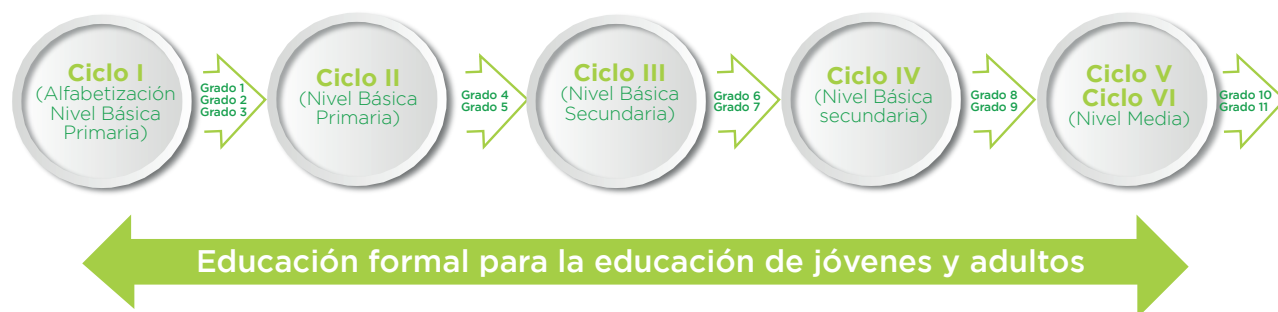 Ciclo I
(Alfabetización
Nivel Básica
Primaria)
Grado 1
Grado 2
Grado 3
Ciclo II
(Nivel Básica
Primaria)
Grado 4
Grado 5
Ciclo III
(Nivel Básica
Secundaria)
Grado 6
Grado 7
Ciclo IV
(Nivel Básica
secundaria)
Grado 8
Grado 9
Ciclo V
Ciclo VI
(Nivel Media)
Grado 10
Grado 11
Educación formal para la educación de jóvenes y adultos